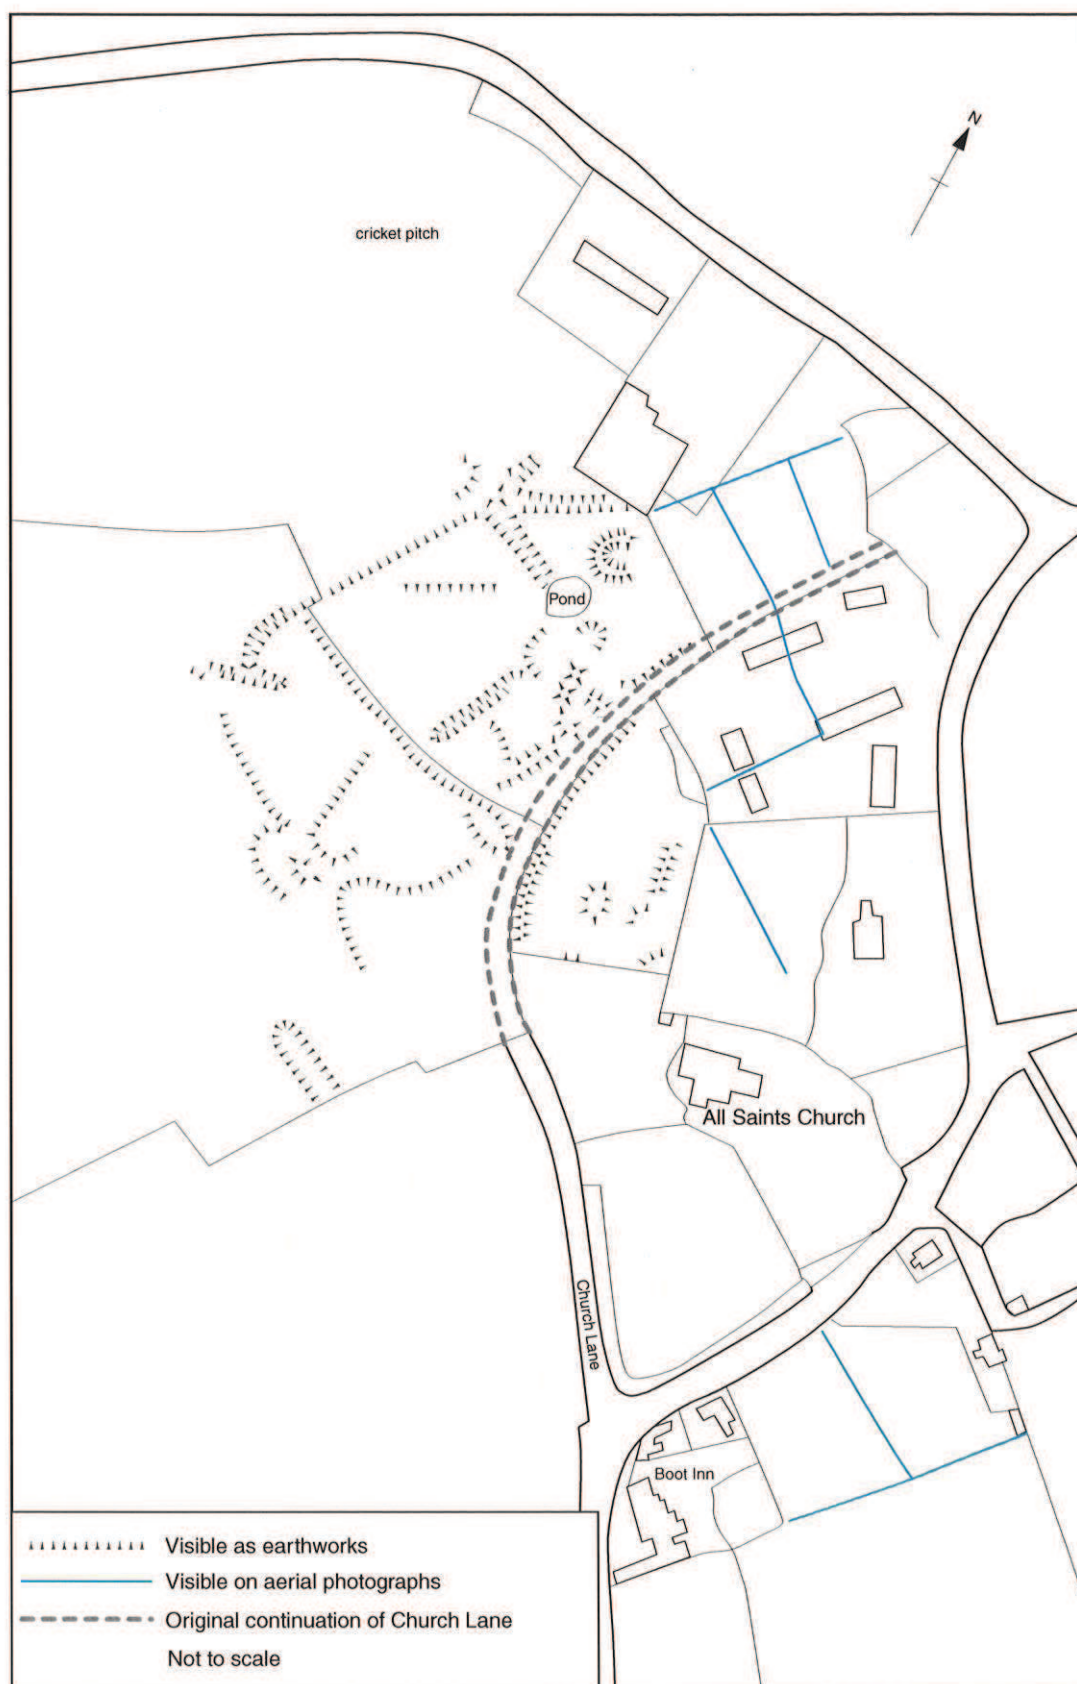 N
cricket pitch
Pond
All Saints Church
Church Lane
Boot Inn
Visible as earthworks
Visible on aerial photographs
Original continuation of Church Lane
Not to scale